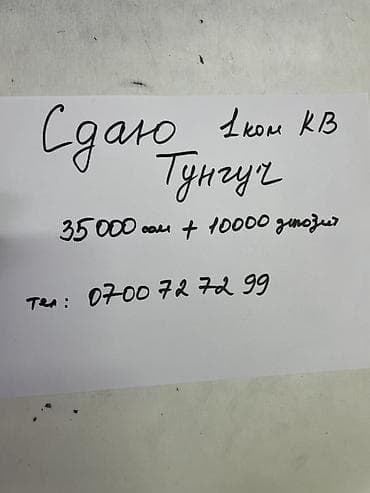 Сдаю 1ком КВ
Тунгуч
35000 сом + 10000 депозит
тел: 0700 72 72 99